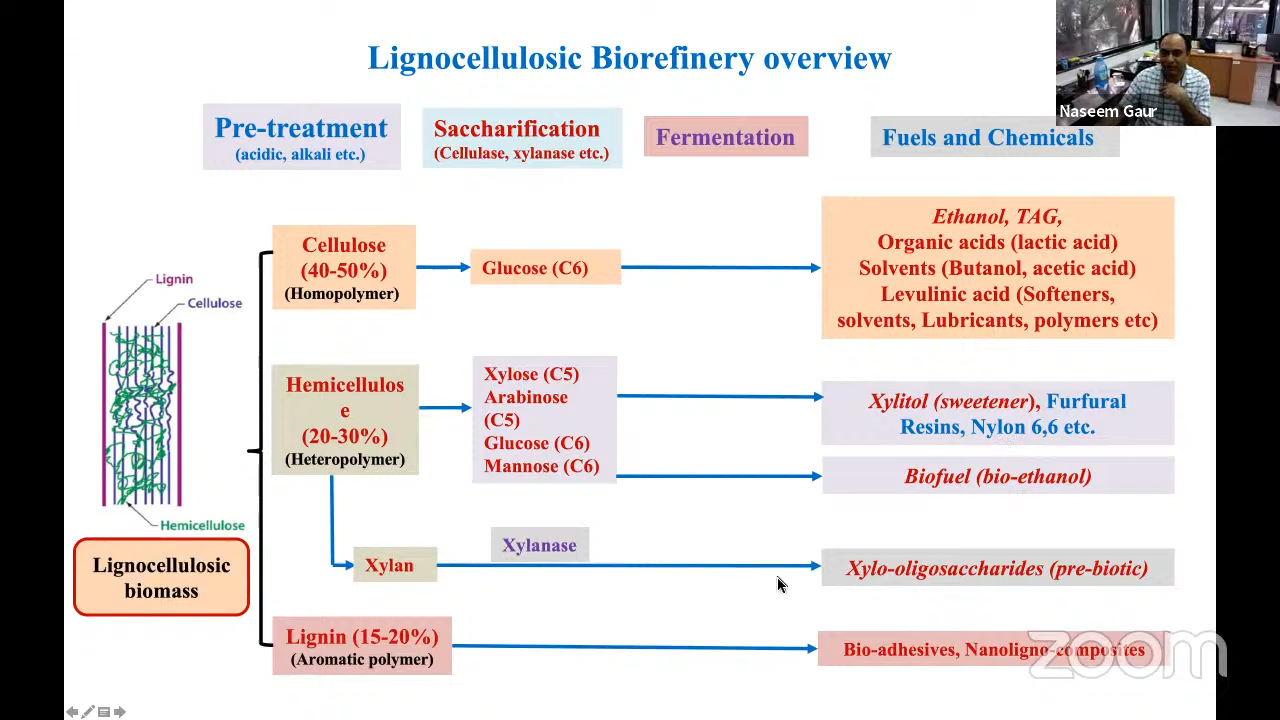 Lignocellulosic Biorefinery overview
Naseem Gaur
Pre-treatment
(acidic, alkali etc.)
Saccharification
(Cellulase, xylanase etc.)
Fermentation
Fuels and Chemicals
Lignin
Cellulose
Hemicellulose
Lignocellulosic
biomass
Cellulose
(40-50%)
(Homopolymer)
Glucose (C6)
Ethanol, TAG,
Organic acids (lactic acid)
Solvents (Butanol, acetic acid)
Levulinic acid (Softeners,
solvents, Lubricants, polymers etc)
Hemicellulos
e
(20-30%)
(Heteropolymer)
Xylose (C5)
Arabinose
(C5)
Glucose (C6)
Mannose (C6)
Xylitol (sweetener), Furfural
Resins, Nylon 6,6 etc.
Biofuel (bio-ethanol)
Xylan
Xylanase
Xylo-oligosaccharides (pre-biotic)
Lignin (15-20%)
(Aromatic polymer)
Bio-adhesives, Nanoligno-composites
zoom